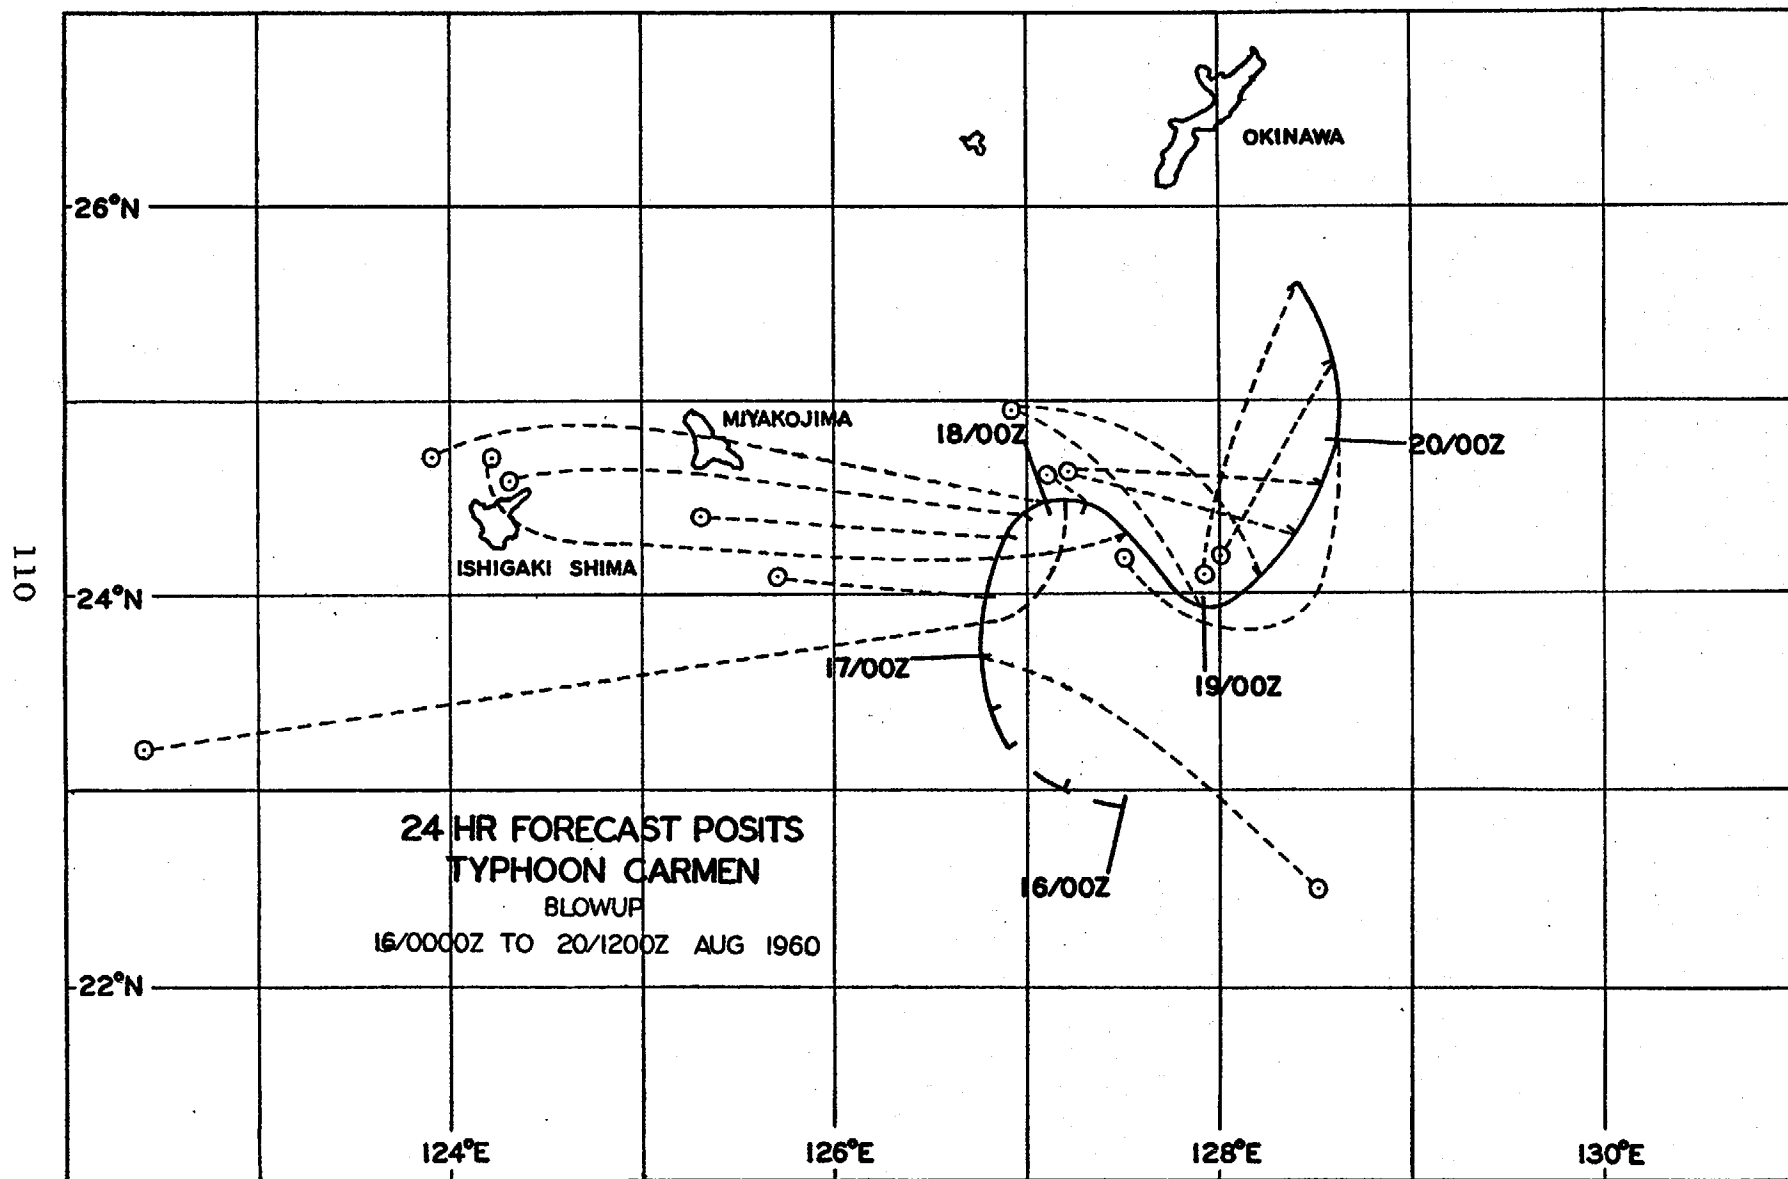 OKINAWA
26°N
MIYAKOJIMA
18/00Z
20/00Z
ISHIGAKI SHIMA
110
24°N
17/00Z
19/00Z
24 HR FORECAST POSITS
TYPHOON CARMEN
BLOWUP
16/0000Z TO 20/1200Z AUG 1960
16/00Z
22°N
124°E
126°E
128°E
130°E